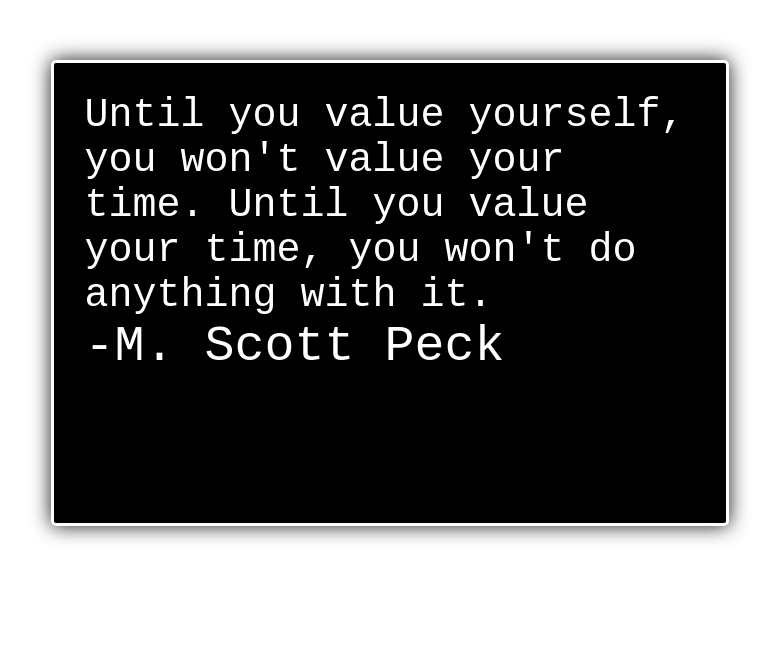 Until you value yourself,
you won't value your
time. Until you value
your time, you won't do
anything with it.
-M. Scott Peck